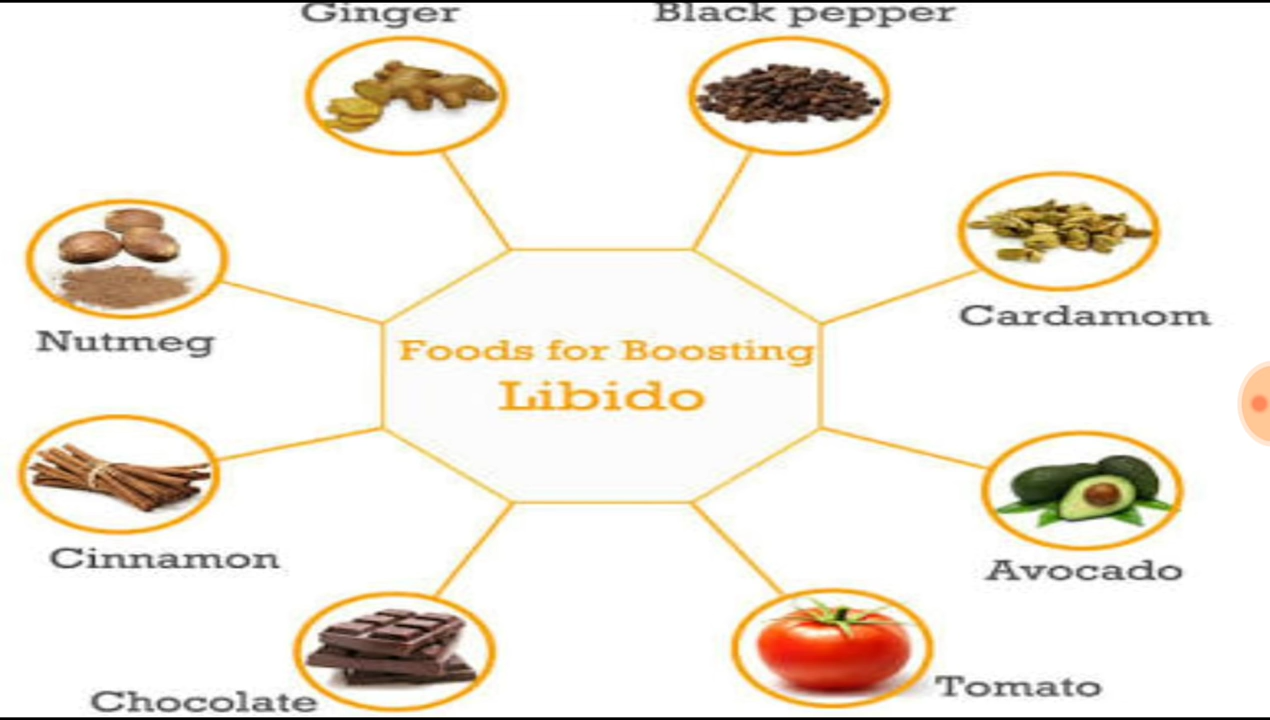 Ginger
Black pepper
Nutmeg
Cardamom
Foods for Boosting
Libido
Cinnamon
Avocado
Chocolate
Tomato